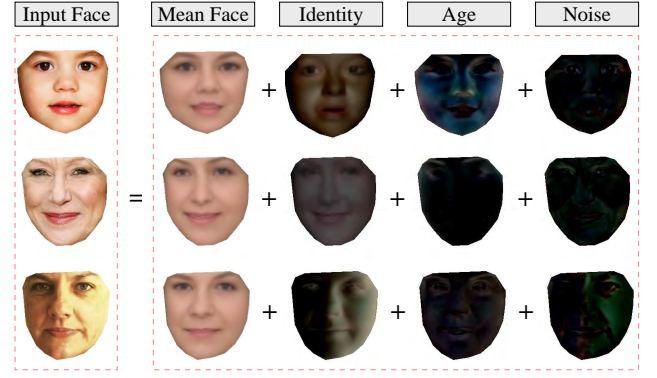 Input Face Mean Face Identity Age Noise
+ + +
= + + +
+ + +